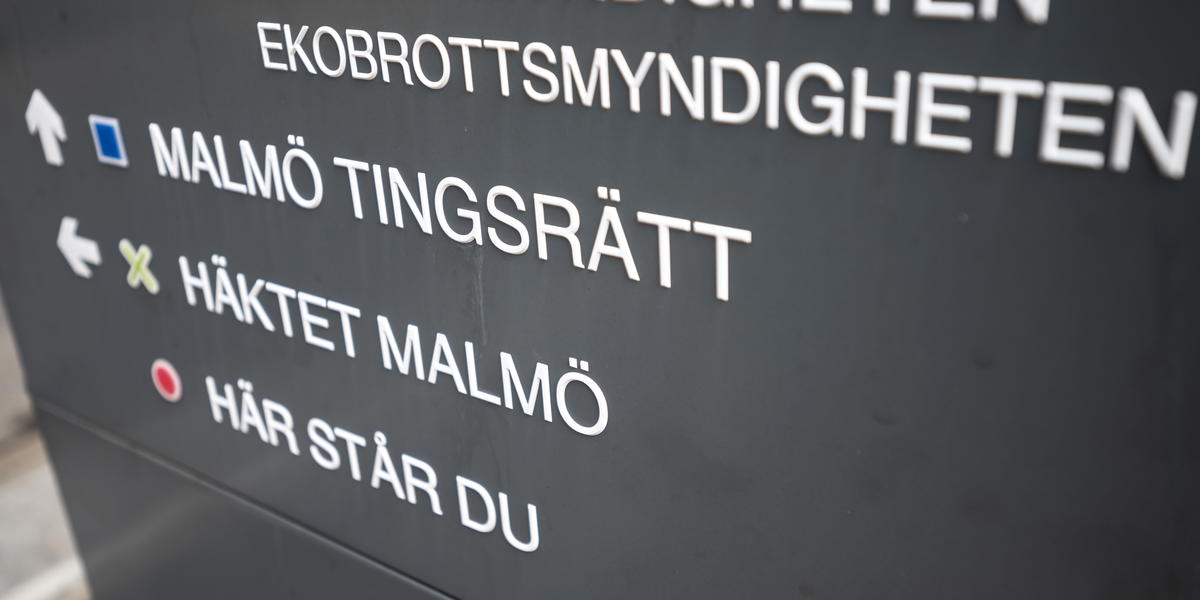 EKOBROTTSMYNDIGHETEN
MALMÖ TINGSRÄTT
HÄKTET MALMÖ
HÄR STÅR DU